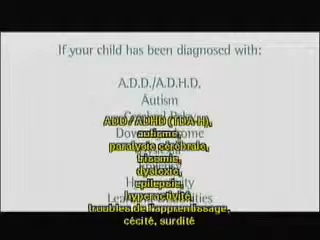 If your child has been diagnosed with:
A.D.D./A.D.H.D,
Autism
ADD/ADHD (TDA-H),
autisme,
paralysie cérébrale,
trisomie,
dyslexie,
epilepsie,
hyperactivité,
troubles de l'apprentissage,
cécité, surdité